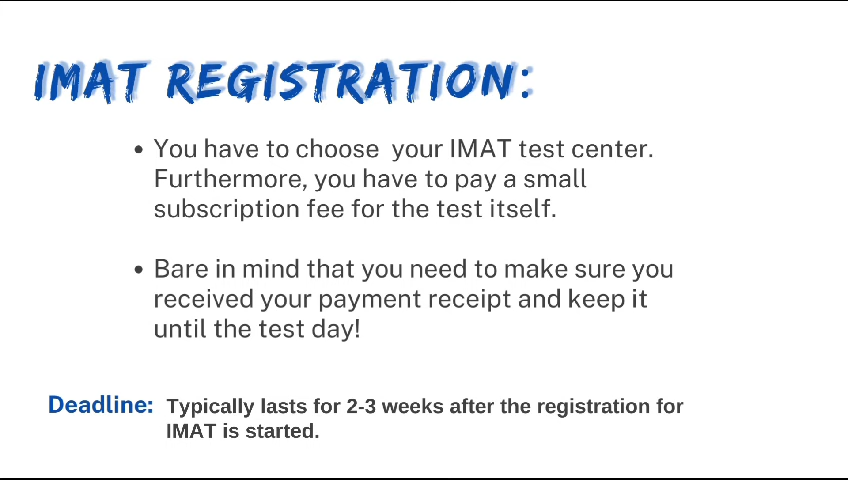 IMAT REGISTRATION:
• You have to choose your IMAT test center.
Furthermore, you have to pay a small
subscription fee for the test itself.
• Bare in mind that you need to make sure you
received your payment receipt and keep it
until the test day!
Deadline: Typically lasts for 2-3 weeks after the registration for
IMAT is started.